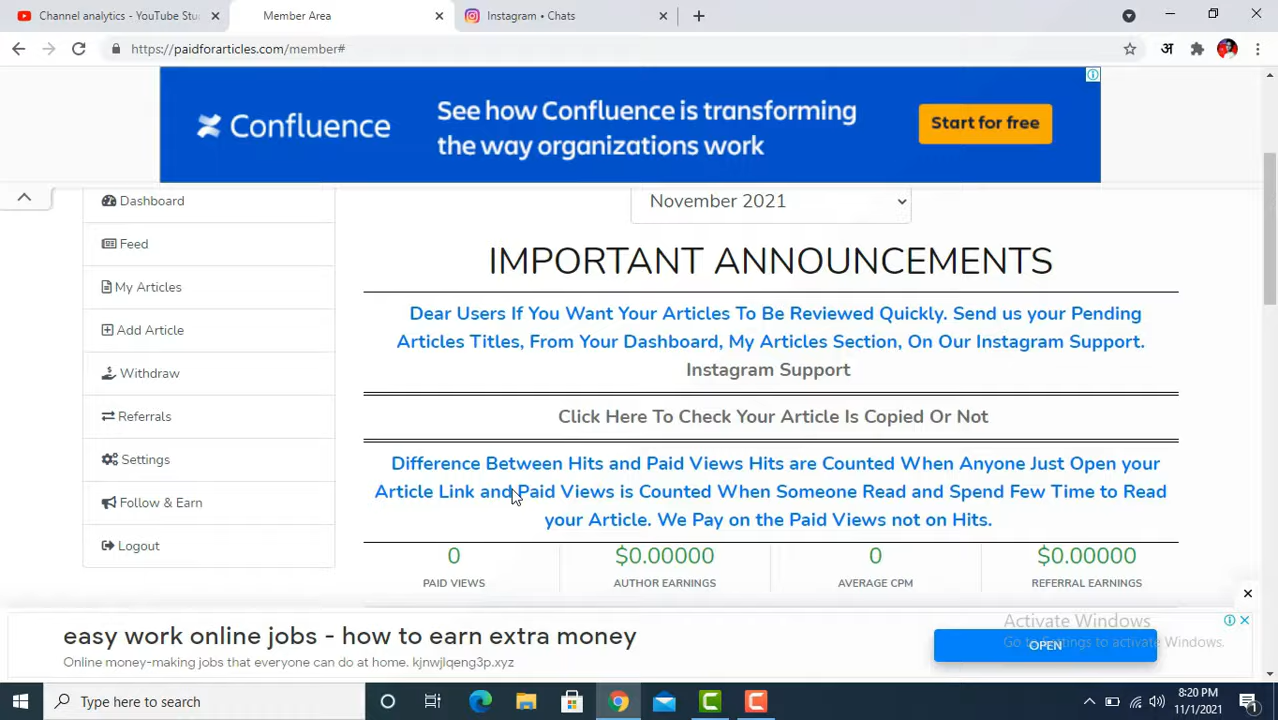 Channel analytics - YouTube Stu
Member Area
Instagram • Chats
https://paidforarticles.com/member#
अ
Confluence
See how Confluence is transforming
the way organizations work
Start for free
Dashboard
Feed
My Articles
Add Article
Withdraw
Referrals
Settings
Follow & Earn
Logout
November 2021
IMPORTANT ANNOUNCEMENTS
Dear Users If You Want Your Articles To Be Reviewed Quickly. Send us your Pending
Articles Titles, From Your Dashboard, My Articles Section, On Our Instagram Support.
Instagram Support
Click Here To Check Your Article Is Copied Or Not
Difference Between Hits and Paid Views Hits are Counted When Anyone Just Open your
Article Link and Paid Views is Counted When Someone Read and Spend Few Time to Read
your Article. We Pay on the Paid Views not on Hits.
0
PAID VIEWS
$0.00000
AUTHOR EARNINGS
0
AVERAGE CPM
$0.00000
REFERRAL EARNINGS
easy work online jobs - how to earn extra money
Online money-making jobs that everyone can do at home. kjnwjlqeng3p.xyz
OPEN
Activate Windows
Go to Settings to activate Windows.
Type here to search
C
C
8:20 PM
11/1/2021
1